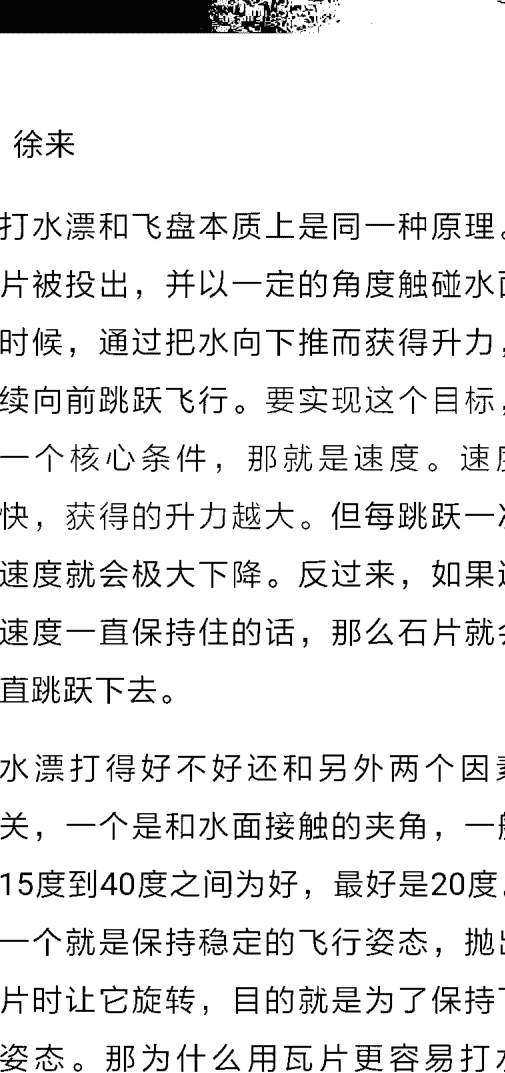 徐来
打水漂和飞盘本质上是同一种原理。
片被投出，并以一定的角度触碰水面
时候，通过把水向下推而获得升力，
续向前跳跃飞行。要实现这个目标，
一个核心条件，那就是速度。速度
快，获得的升力越大。但每跳跃一次
速度就会极大下降。反过来，如果
速度一直保持住的话，那么石片就会
直跳跃下去。
水漂打得好不好还和另外两个因素
关，一个是和水面接触的夹角，一般
15度到40度之间为好，最好是20度。
一个就是保持稳定的飞行姿态，抛出
片时让它旋转，目的就是为了保持
姿态。那为什么用瓦片更容易打水